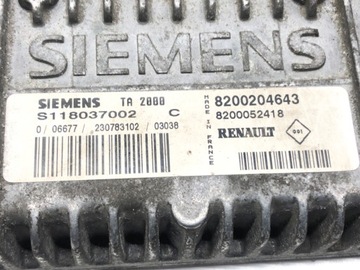 SIEMENS
SIEMENS TA 2000
S118037002 C
0 / 06677 / 230783102 / 03038
MADE IN FRANCE
8200204643
8200052418
RENAULT